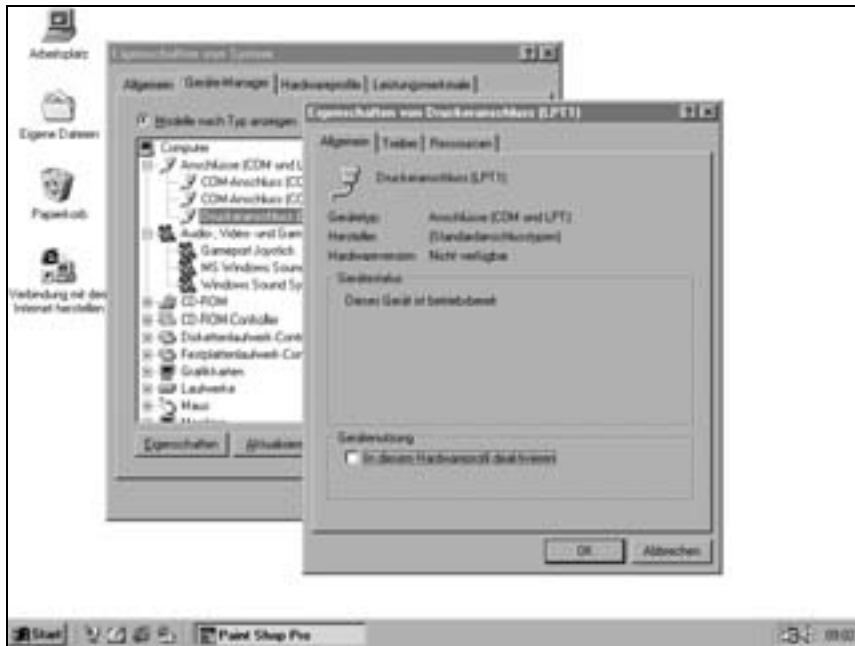 Arbeitsplatz
Eigene Dateien
Papierkorb
Verbindung mit dem
Internet herstellen
Eigenschaften von System
Allgemein
Geräte-Manager
Hardwareprofile
Leistungsmerkmale
Modelle nach Typ anzeigen
Computer
Anschlüsse (COM und L
COM-Anschluss (CO
COM-Anschluss (CO
Druckeranschluss
Audio-, Video- und Gam
Gameport Joystick
MS Windows Soun
Windows Sound Sy
CD-ROM
CD-ROM Controller
Diskettenlaufwerk-Contr
Festplattenlaufwerk-Con
Grafikkarten
Laufwerke
Maus
Eigenschaften
Aktualisieren
Eigenschaften von Druckeranschluss (LPT1)
Allgemein
Treiber
Ressourcen
Druckeranschluss (LPT1)
Gerätetyp: Anschlüsse (COM und LPT)
Hersteller: (Standardanschlusstypen)
Hardwareversion: Nicht verfügbar
Gerätestatus
Dieses Gerät ist betriebsbereit.
Gerätenutzung
In diesem Hardwareprofil deaktivieren
OK
Abbrechen
Start
Paint Shop Pro